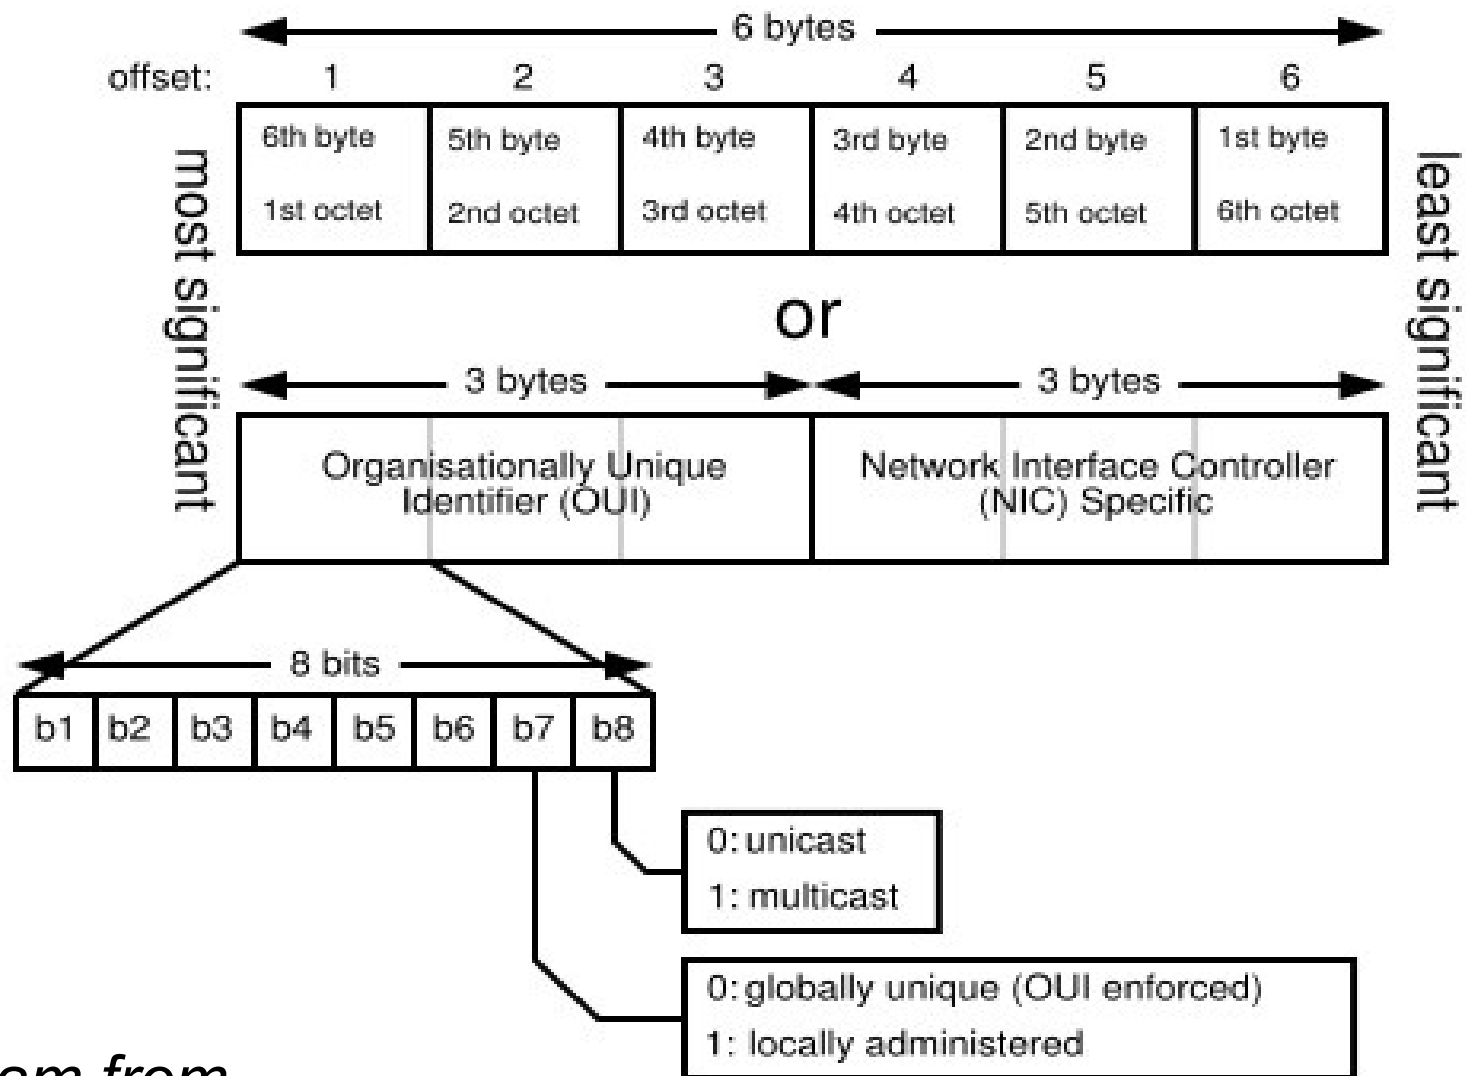 6 bytes
offset: 1 2 3 4 5 6
6th byte 5th byte 4th byte 3rd byte 2nd byte 1st byte
1st octet 2nd octet 3rd octet 4th octet 5th octet 6th octet
most significant
least significant
or
3 bytes 3 bytes
Organisationally Unique
Identifier (OUI)
Network Interface Controller
(NIC) Specific
8 bits
b1 b2 b3 b4 b5 b6 b7 b8
0: unicast
1: multicast
0: globally unique (OUI enforced)
1: locally administered
from